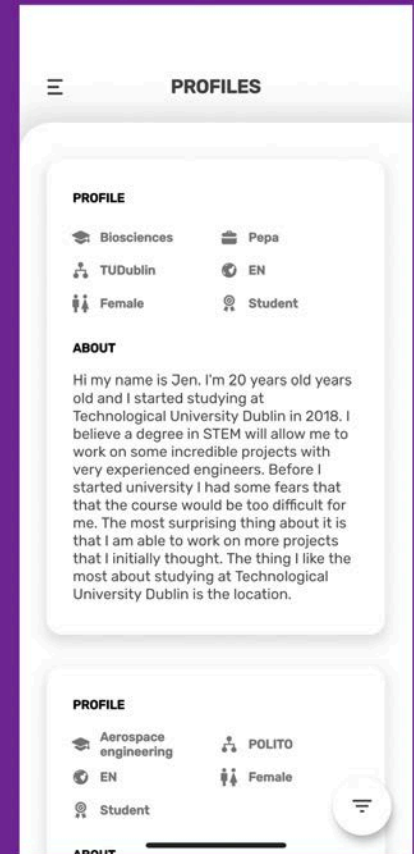 PROFILES
PROFILE
Biosciences
Pepa
TUDublin
EN
Female
Student
ABOUT
Hi my name is Jen. I'm 20 years old years
old and I started studying at
Technological University Dublin in 2018. I
believe a degree in STEM will allow me to
work on some incredible projects with
very experienced engineers. Before I
started university I had some fears that
that the course would be too difficult for
me. The most surprising thing about it is
that I am able to work on more projects
that I initially thought. The thing I like the
most about studying at Technological
University Dublin is the location.
PROFILE
Aerospace
engineering
POLITO
EN
Female
Student
ABOUT